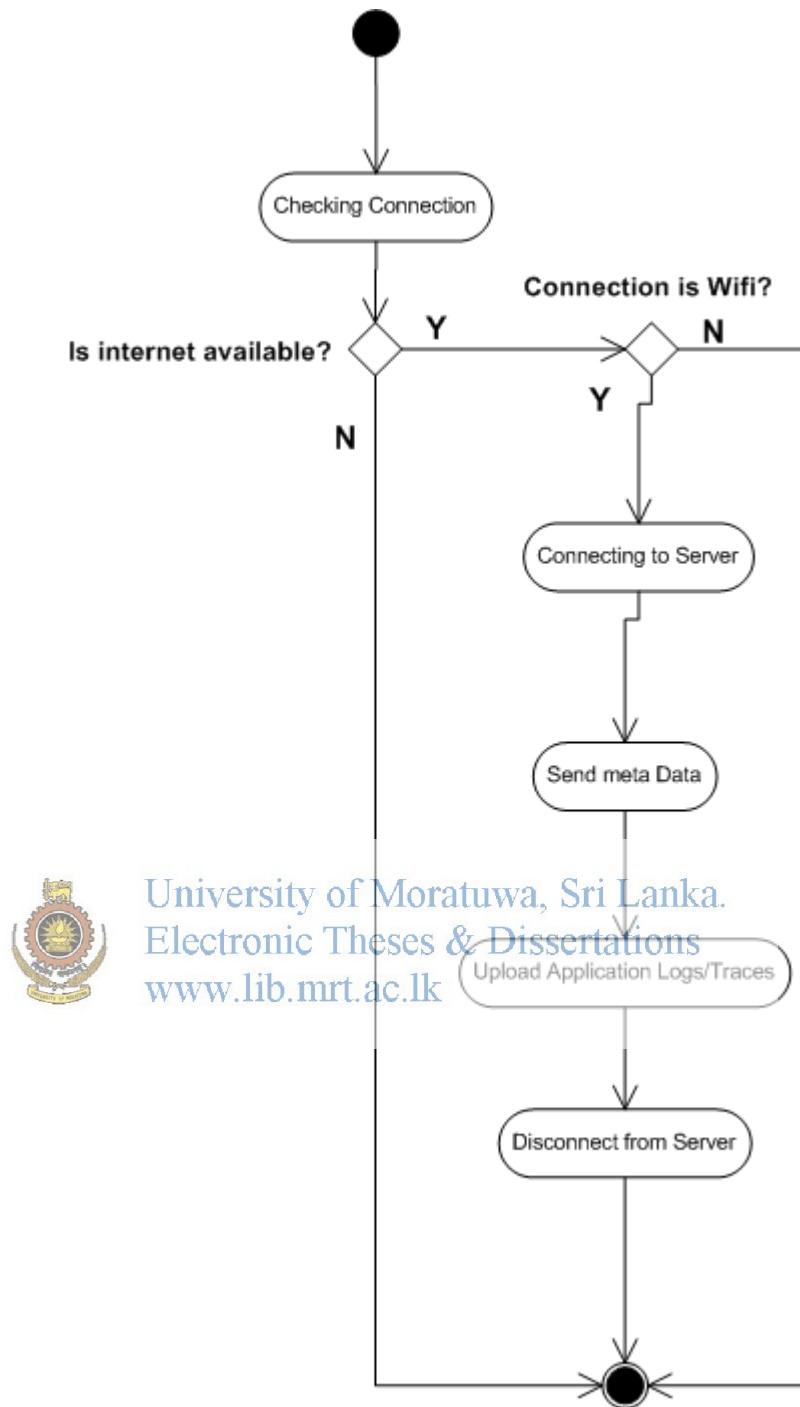 Checking Connection
Connection is Wifi?
Is internet available?
Y
N
Y
N
Connecting to Server
Send meta Data
University of Moratuwa, Sri Lanka.
Electronic Theses & Dissertations
www.lib.mrt.ac.lk
Upload Application Logs/Traces
Disconnect from Server